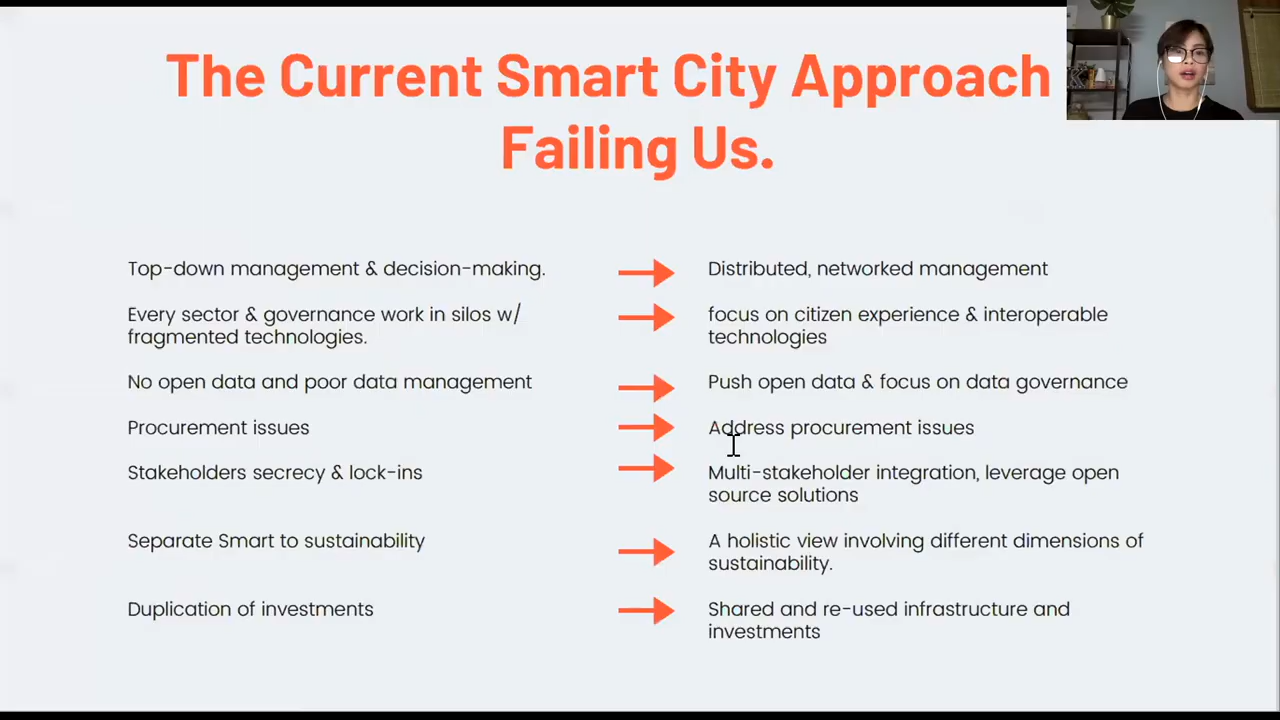 The Current Smart City Approach
Failing Us.
Top-down management & decision-making.
Distributed, networked management
Every sector & governance work in silos w/
fragmented technologies.
focus on citizen experience & interoperable
technologies
No open data and poor data management
Push open data & focus on data governance
Procurement issues
Address procurement issues
Stakeholders secrecy & lock-ins
Multi-stakeholder integration, leverage open
source solutions
Separate Smart to sustainability
A holistic view involving different dimensions of
sustainability.
Duplication of investments
Shared and re-used infrastructure and
investments